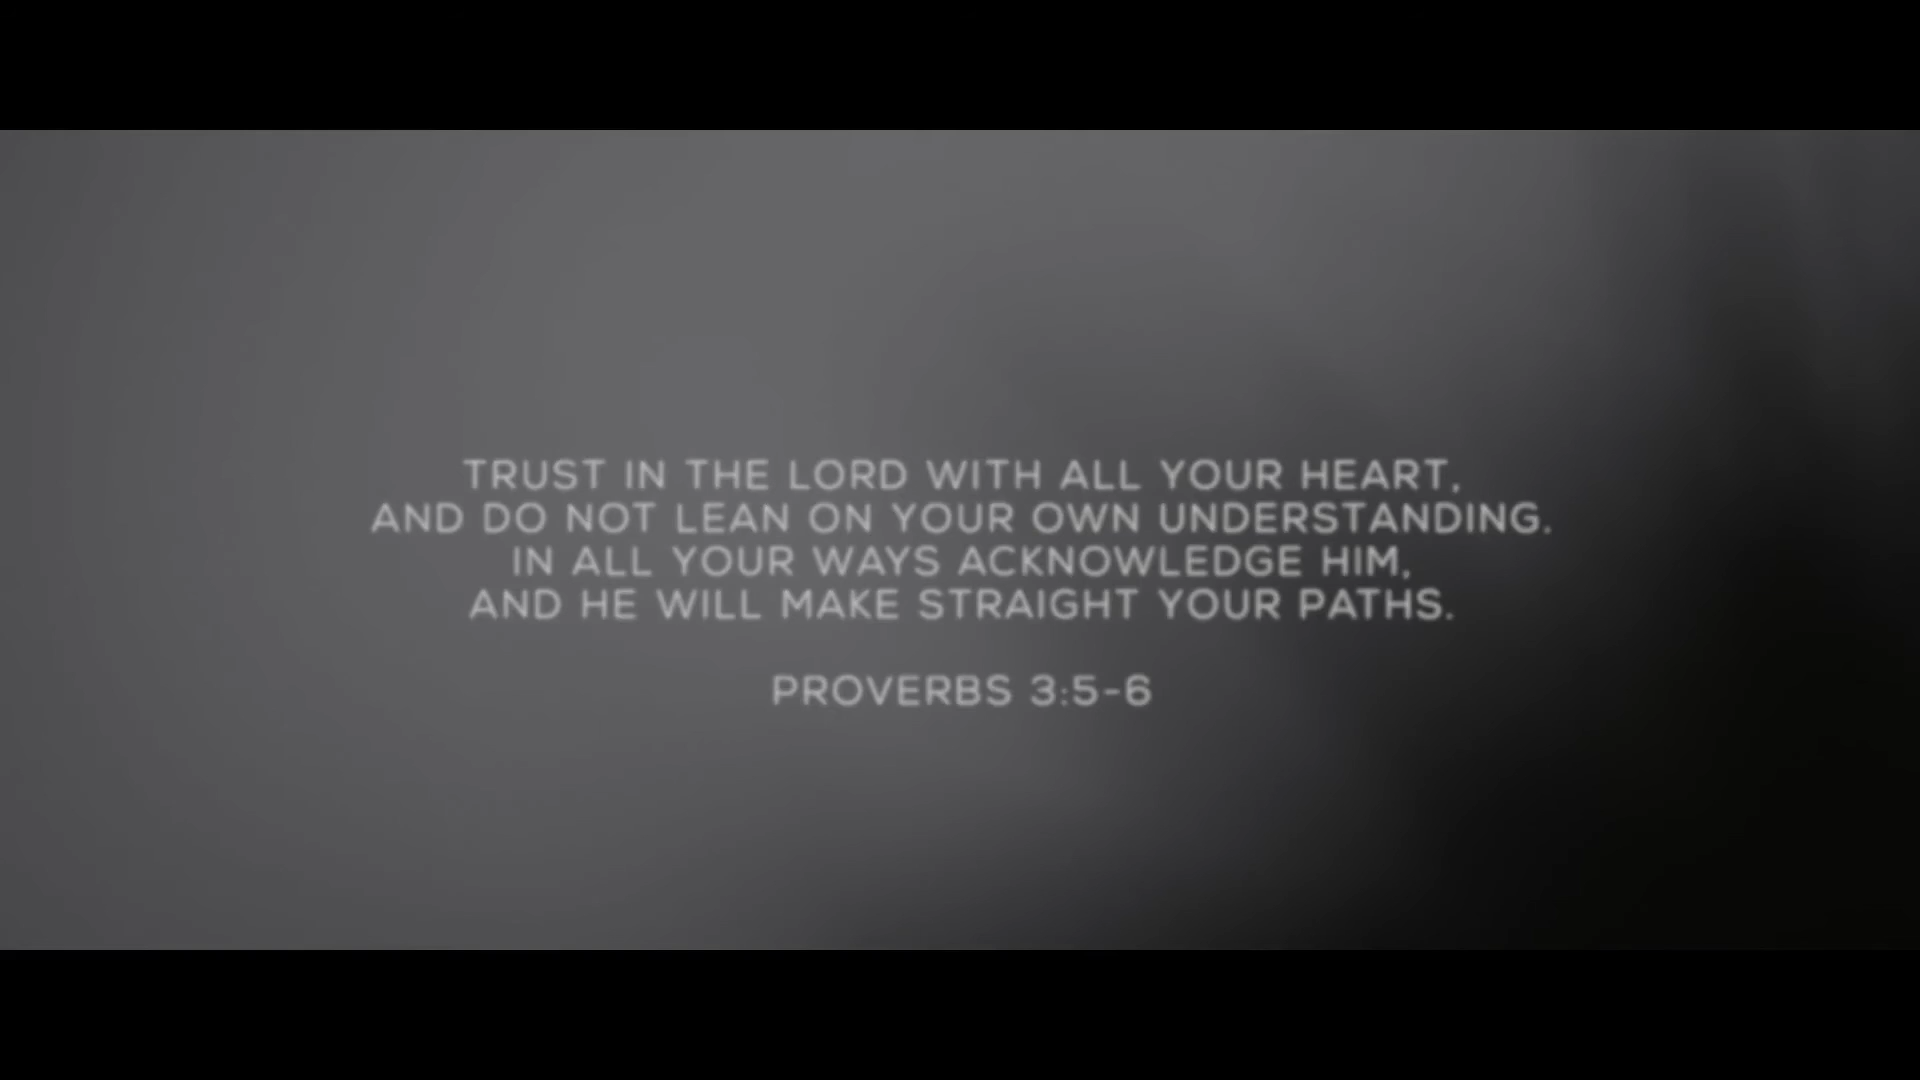 TRUST IN THE LORD WITH ALL YOUR HEART,
AND DO NOT LEAN ON YOUR OWN UNDERSTANDING.
IN ALL YOUR WAYS ACKNOWLEDGE HIM,
AND HE WILL MAKE STRAIGHT YOUR PATHS.
PROVERBS 3:5-6